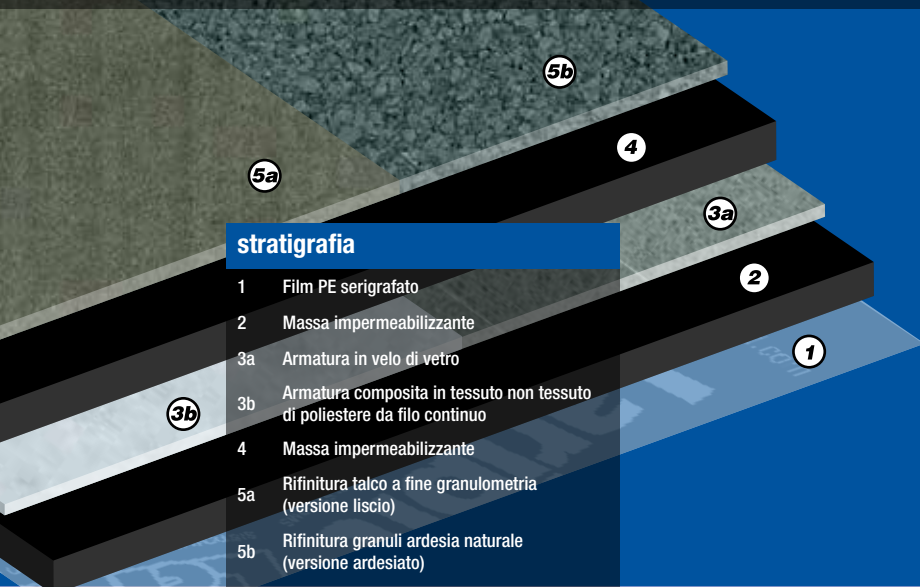 5b
4
5a
3a
stratigrafia
2
1 Film PE serigrafato
2 Massa impermeabilizzante
1
3a Armatura in velo di vetro
3b Armatura composita in tessuto non tessuto
di poliestere da filo continuo
3b
4 Massa impermeabilizzante
5a Rifinitura talco a fine granulometria
(versione liscio)
5b Rifinitura granuli ardesia naturale
(versione ardesiato)